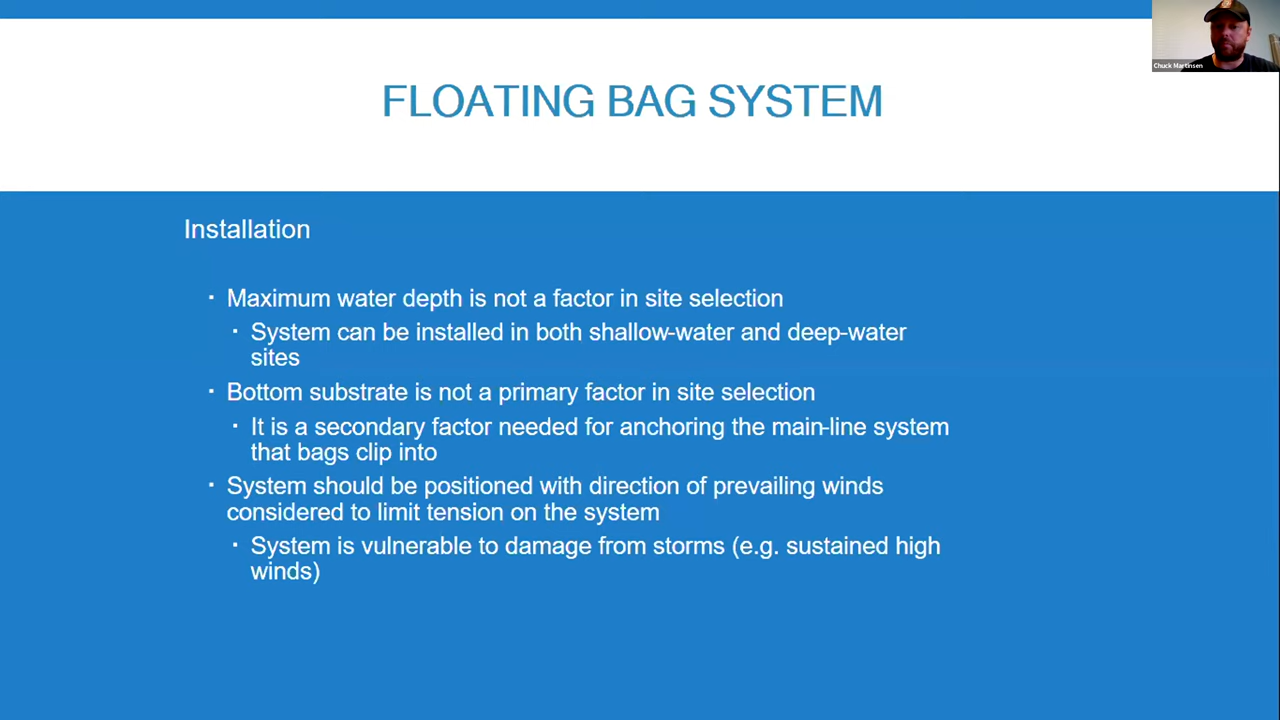 Chuck Martinsen
FLOATING BAG SYSTEM
Installation
▪ Maximum water depth is not a factor in site selection
▪ System can be installed in both shallow-water and deep-water
sites
▪ Bottom substrate is not a primary factor in site selection
▪ It is a secondary factor needed for anchoring the main-line system
that bags clip into
▪ System should be positioned with direction of prevailing winds
considered to limit tension on the system
▪ System is vulnerable to damage from storms (e.g. sustained high
winds)